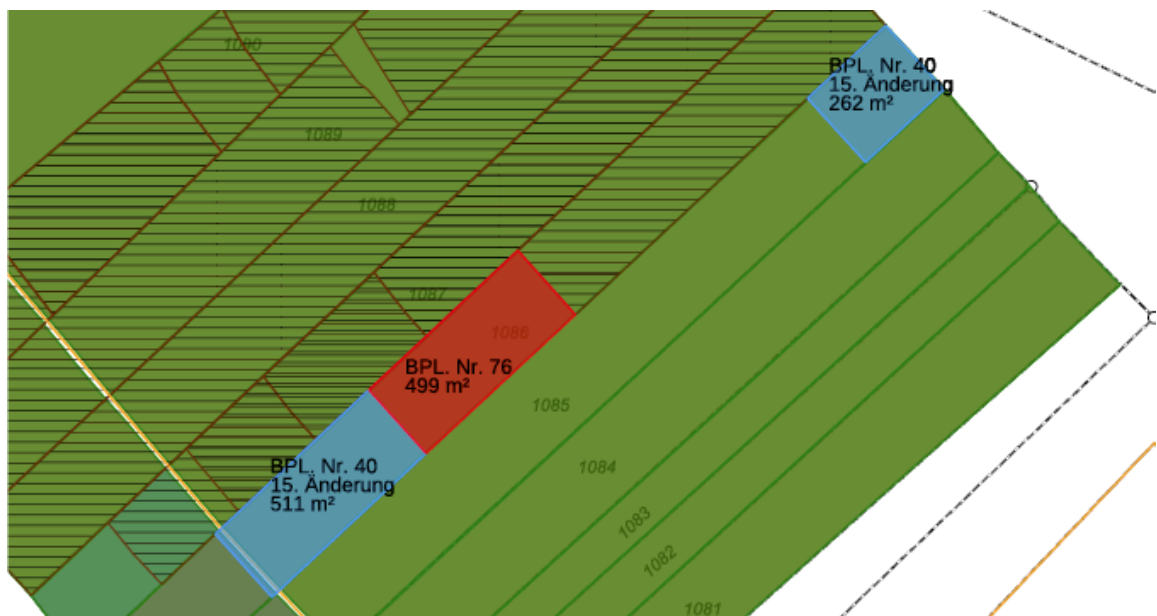 1090
BPL. Nr. 40
15. Änderung
262 m²
1089
1088
1087
1086
BPL. Nr. 76
499 m²
1085
BPL. Nr. 40
15. Änderung
511 m²
1084
1083
1082
1081